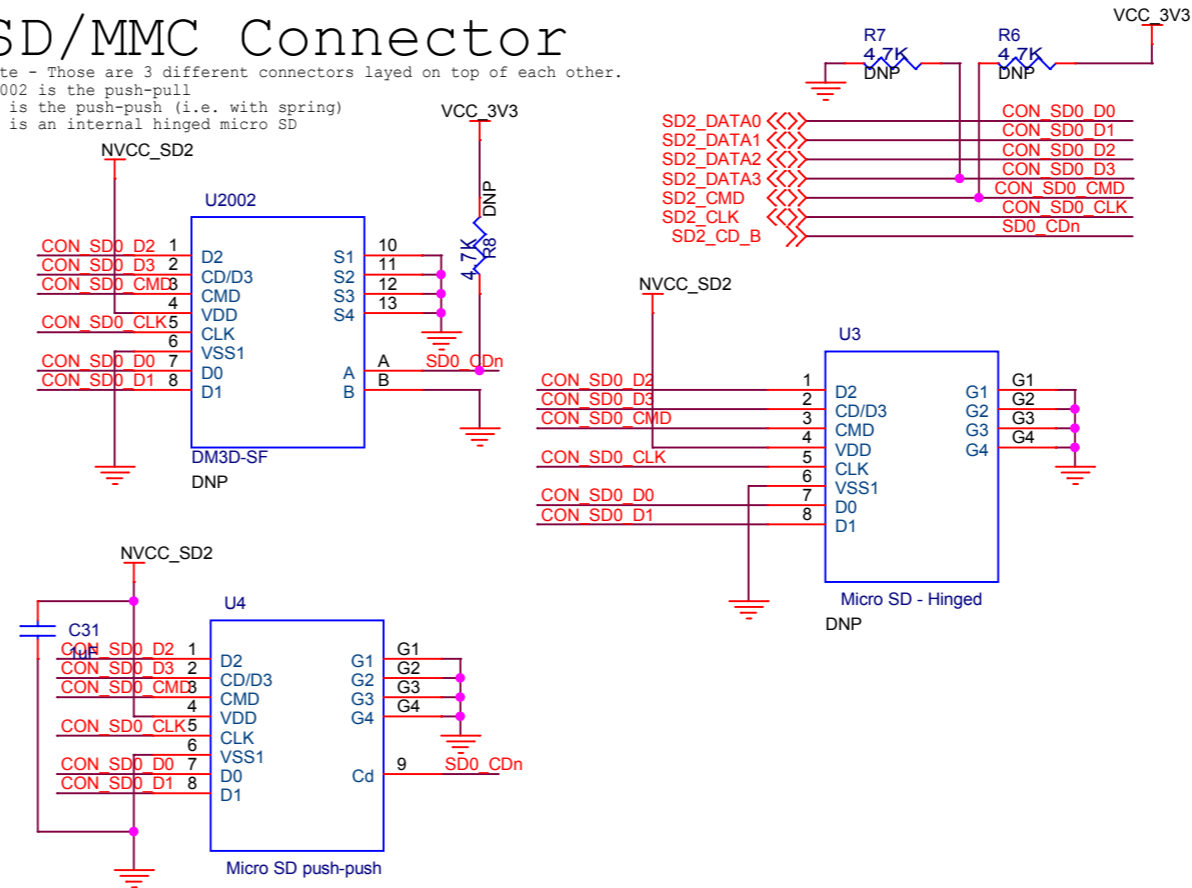 SD/MMC Connector
te - Those are 3 different connectors layed on top of each other.
002 is the push-pull
is the push-push (i.e. with spring)
is an internal hinged micro SD
VCC_3V3
R7
4.7K
DNP
R6
4.7K
DNP
SD2_DATA0
CON_SD0_D0
SD2_DATA1
CON_SD0_D1
SD2_DATA2
CON_SD0_D2
SD2_DATA3
CON_SD0_D3
SD2_CMD
CON_SD0_CMD
SD2_CLK
CON_SD0_CLK
SD2_CD_B
SD0_CDn
NVCC_SD2
VCC_3V3
DNP
4.7K
R8
U2002
CON_SD0_D2 1 D2
CON_SD0_D3 2 CD/D3
CON_SD0_CMD 3 CMD
4 VDD
CON_SD0_CLK 5 CLK
6 VSS1
CON_SD0_D0 7 D0
CON_SD0_D1 8 D1
S1 10
S2 11
S3 12
S4 13
A A SD0_CDn
B B
DM3D-SF
DNP
NVCC_SD2
U3
CON_SD0_D2 1 D2
CON_SD0_D3 2 CD/D3
CON_SD0_CMD 3 CMD
4 VDD
CON_SD0_CLK 5 CLK
6 VSS1
CON_SD0_D0 7 D0
CON_SD0_D1 8 D1
G1 G1
G2 G2
G3 G3
G4 G4
Micro SD - Hinged
DNP
NVCC_SD2
C31
1uF
U4
CON_SD0_D2 1 D2
CON_SD0_D3 2 CD/D3
CON_SD0_CMD 3 CMD
4 VDD
CON_SD0_CLK 5 CLK
6 VSS1
CON_SD0_D0 7 D0
CON_SD0_D1 8 D1
G1 G1
G2 G2
G3 G3
G4 G4
Cd 9 SD0_CDn
Micro SD push-push